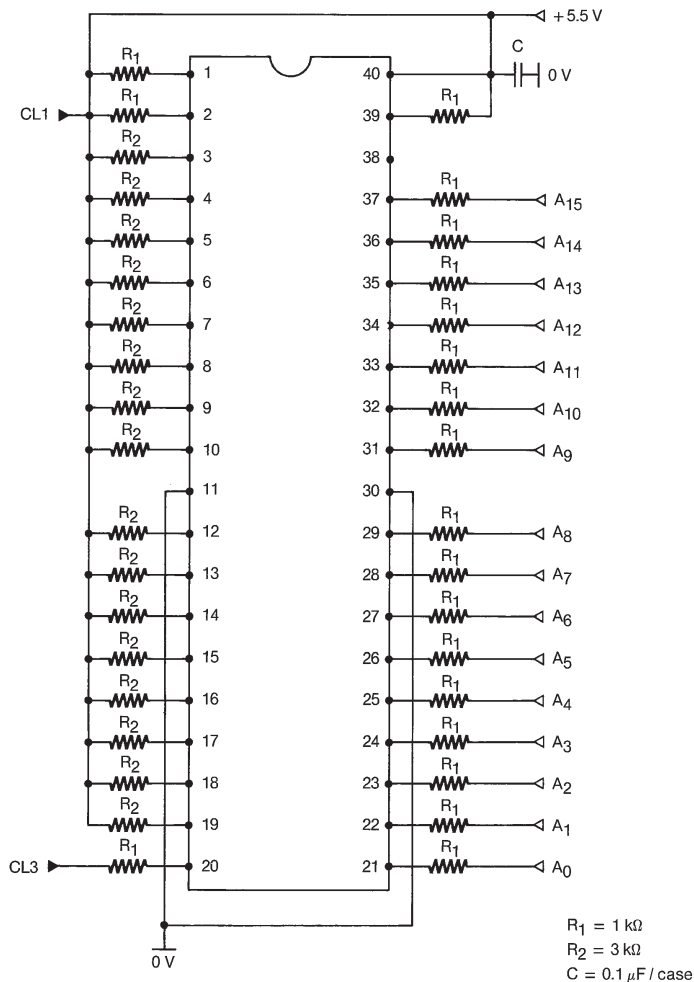 +5.5 V
C
0 V
R1 1 40
CL1 R1 2 39 R1
R2 3 38
R2 4 37 R1 A15
R2 5 36 R1 A14
R2 6 35 R1 A13
R2 7 34 R1 A12
R2 8 33 R1 A11
R2 9 32 R1 A10
R2 10 31 R1 A9
11 30
R2 12 29 R1 A8
R2 13 28 R1 A7
R2 14 27 R1 A6
R2 15 26 R1 A5
R2 16 25 R1 A4
R2 17 24 R1 A3
R2 18 23 R1 A2
R2 19 22 R1 A1
CL3 R1 20 21 R1 A0
0 V
R1 = 1 kΩ
R2 = 3 kΩ
C = 0.1 μF / case